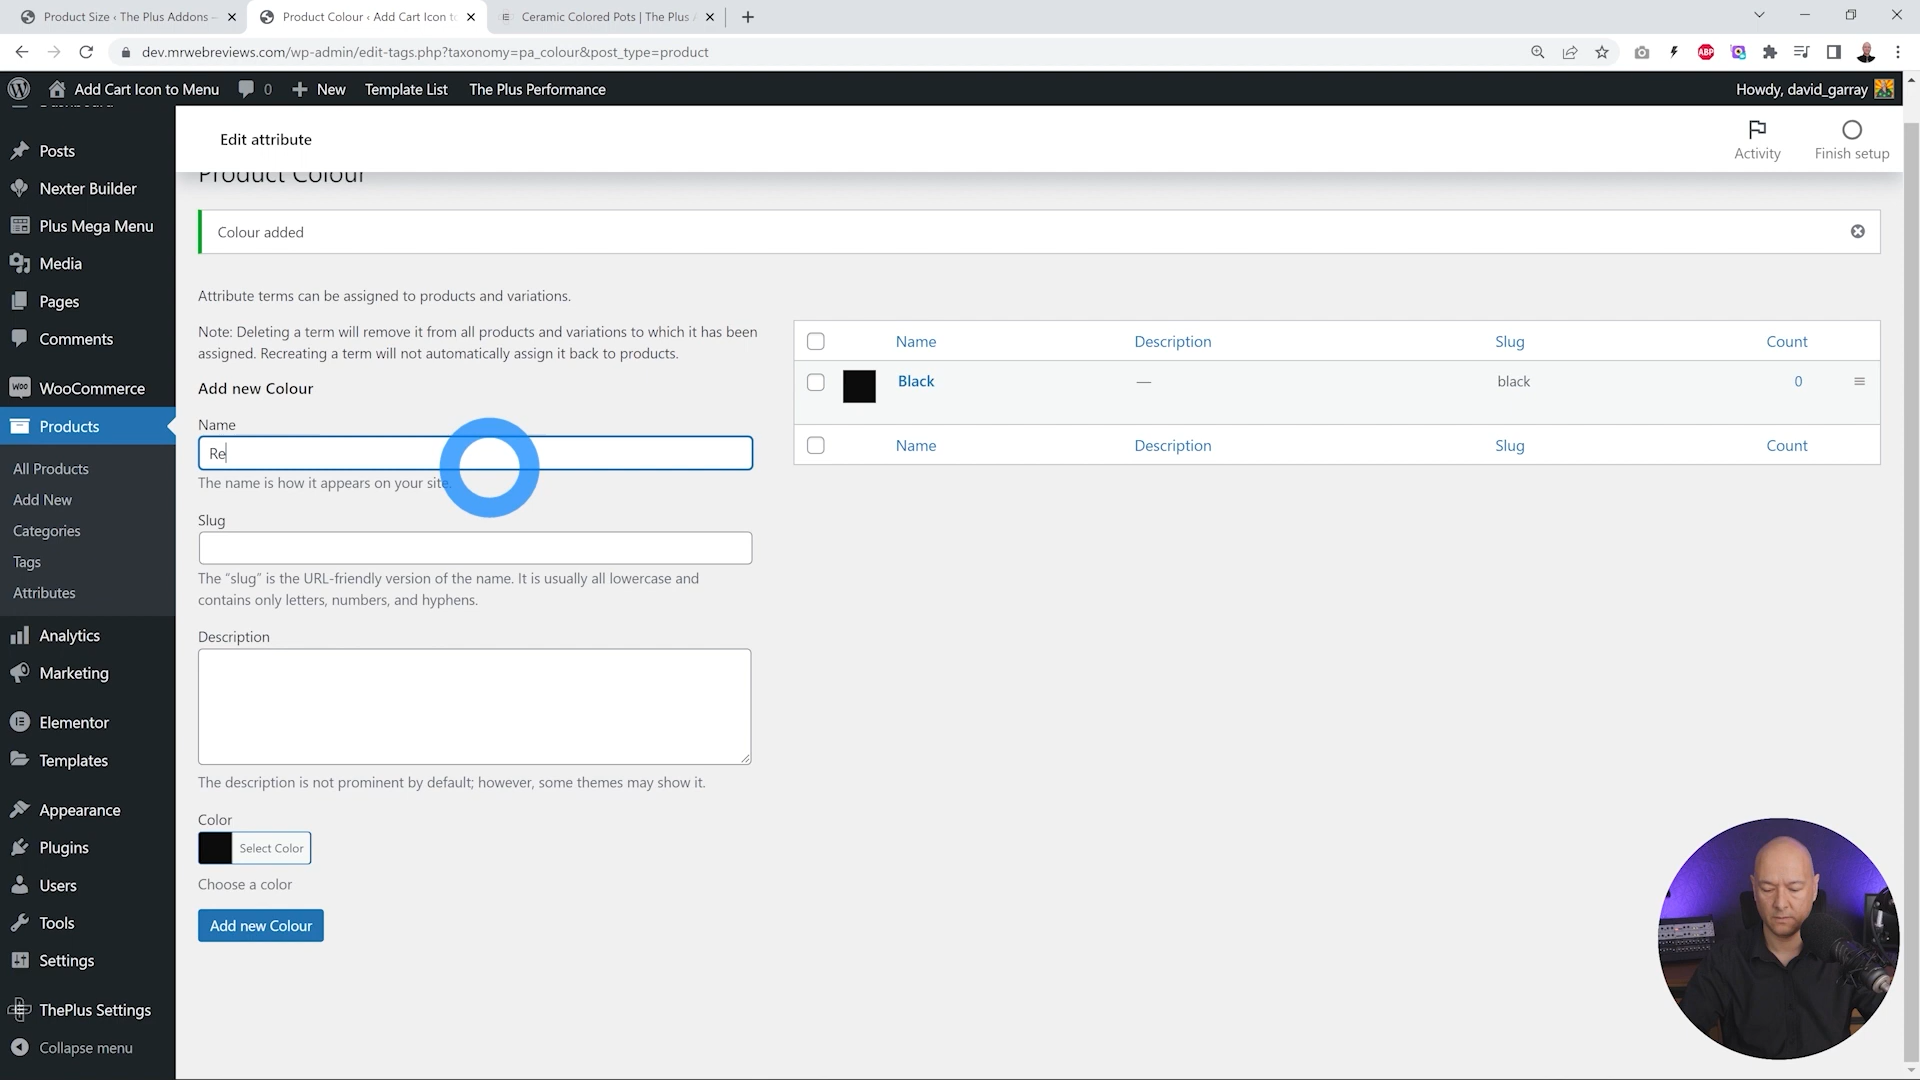 Product Size ‹ The Plus Addons –
Product Colour ‹ Add Cart Icon to
Ceramic Colored Pots | The Plus
dev.mrwebreviews.com/wp-admin/edit-tags.php?taxonomy=pa_colour&post_type=product
ABP
Add Cart Icon to Menu
0
New
Template List
The Plus Performance
Howdy, david_garray
Edit attribute
Activity
Finish setup
Posts
Nexter Builder
Plus Mega Menu
Media
Pages
Comments
WooCommerce
Products
All Products
Add New
Categories
Tags
Attributes
Analytics
Marketing
Elementor
Templates
Appearance
Plugins
Users
Tools
Settings
ThePlus Settings
Collapse menu
Product Colour
Colour added
Attribute terms can be assigned to products and variations.
Note: Deleting a term will remove it from all products and variations to which it has been
assigned. Recreating a term will not automatically assign it back to products.
Add new Colour
Name
Re
The name is how it appears on your site.
Slug
The “slug” is the URL-friendly version of the name. It is usually all lowercase and
contains only letters, numbers, and hyphens.
Description
The description is not prominent by default; however, some themes may show it.
Color
Select Color
Choose a color
Add new Colour
Name Description Slug Count
Black — black 0
Name Description Slug Count